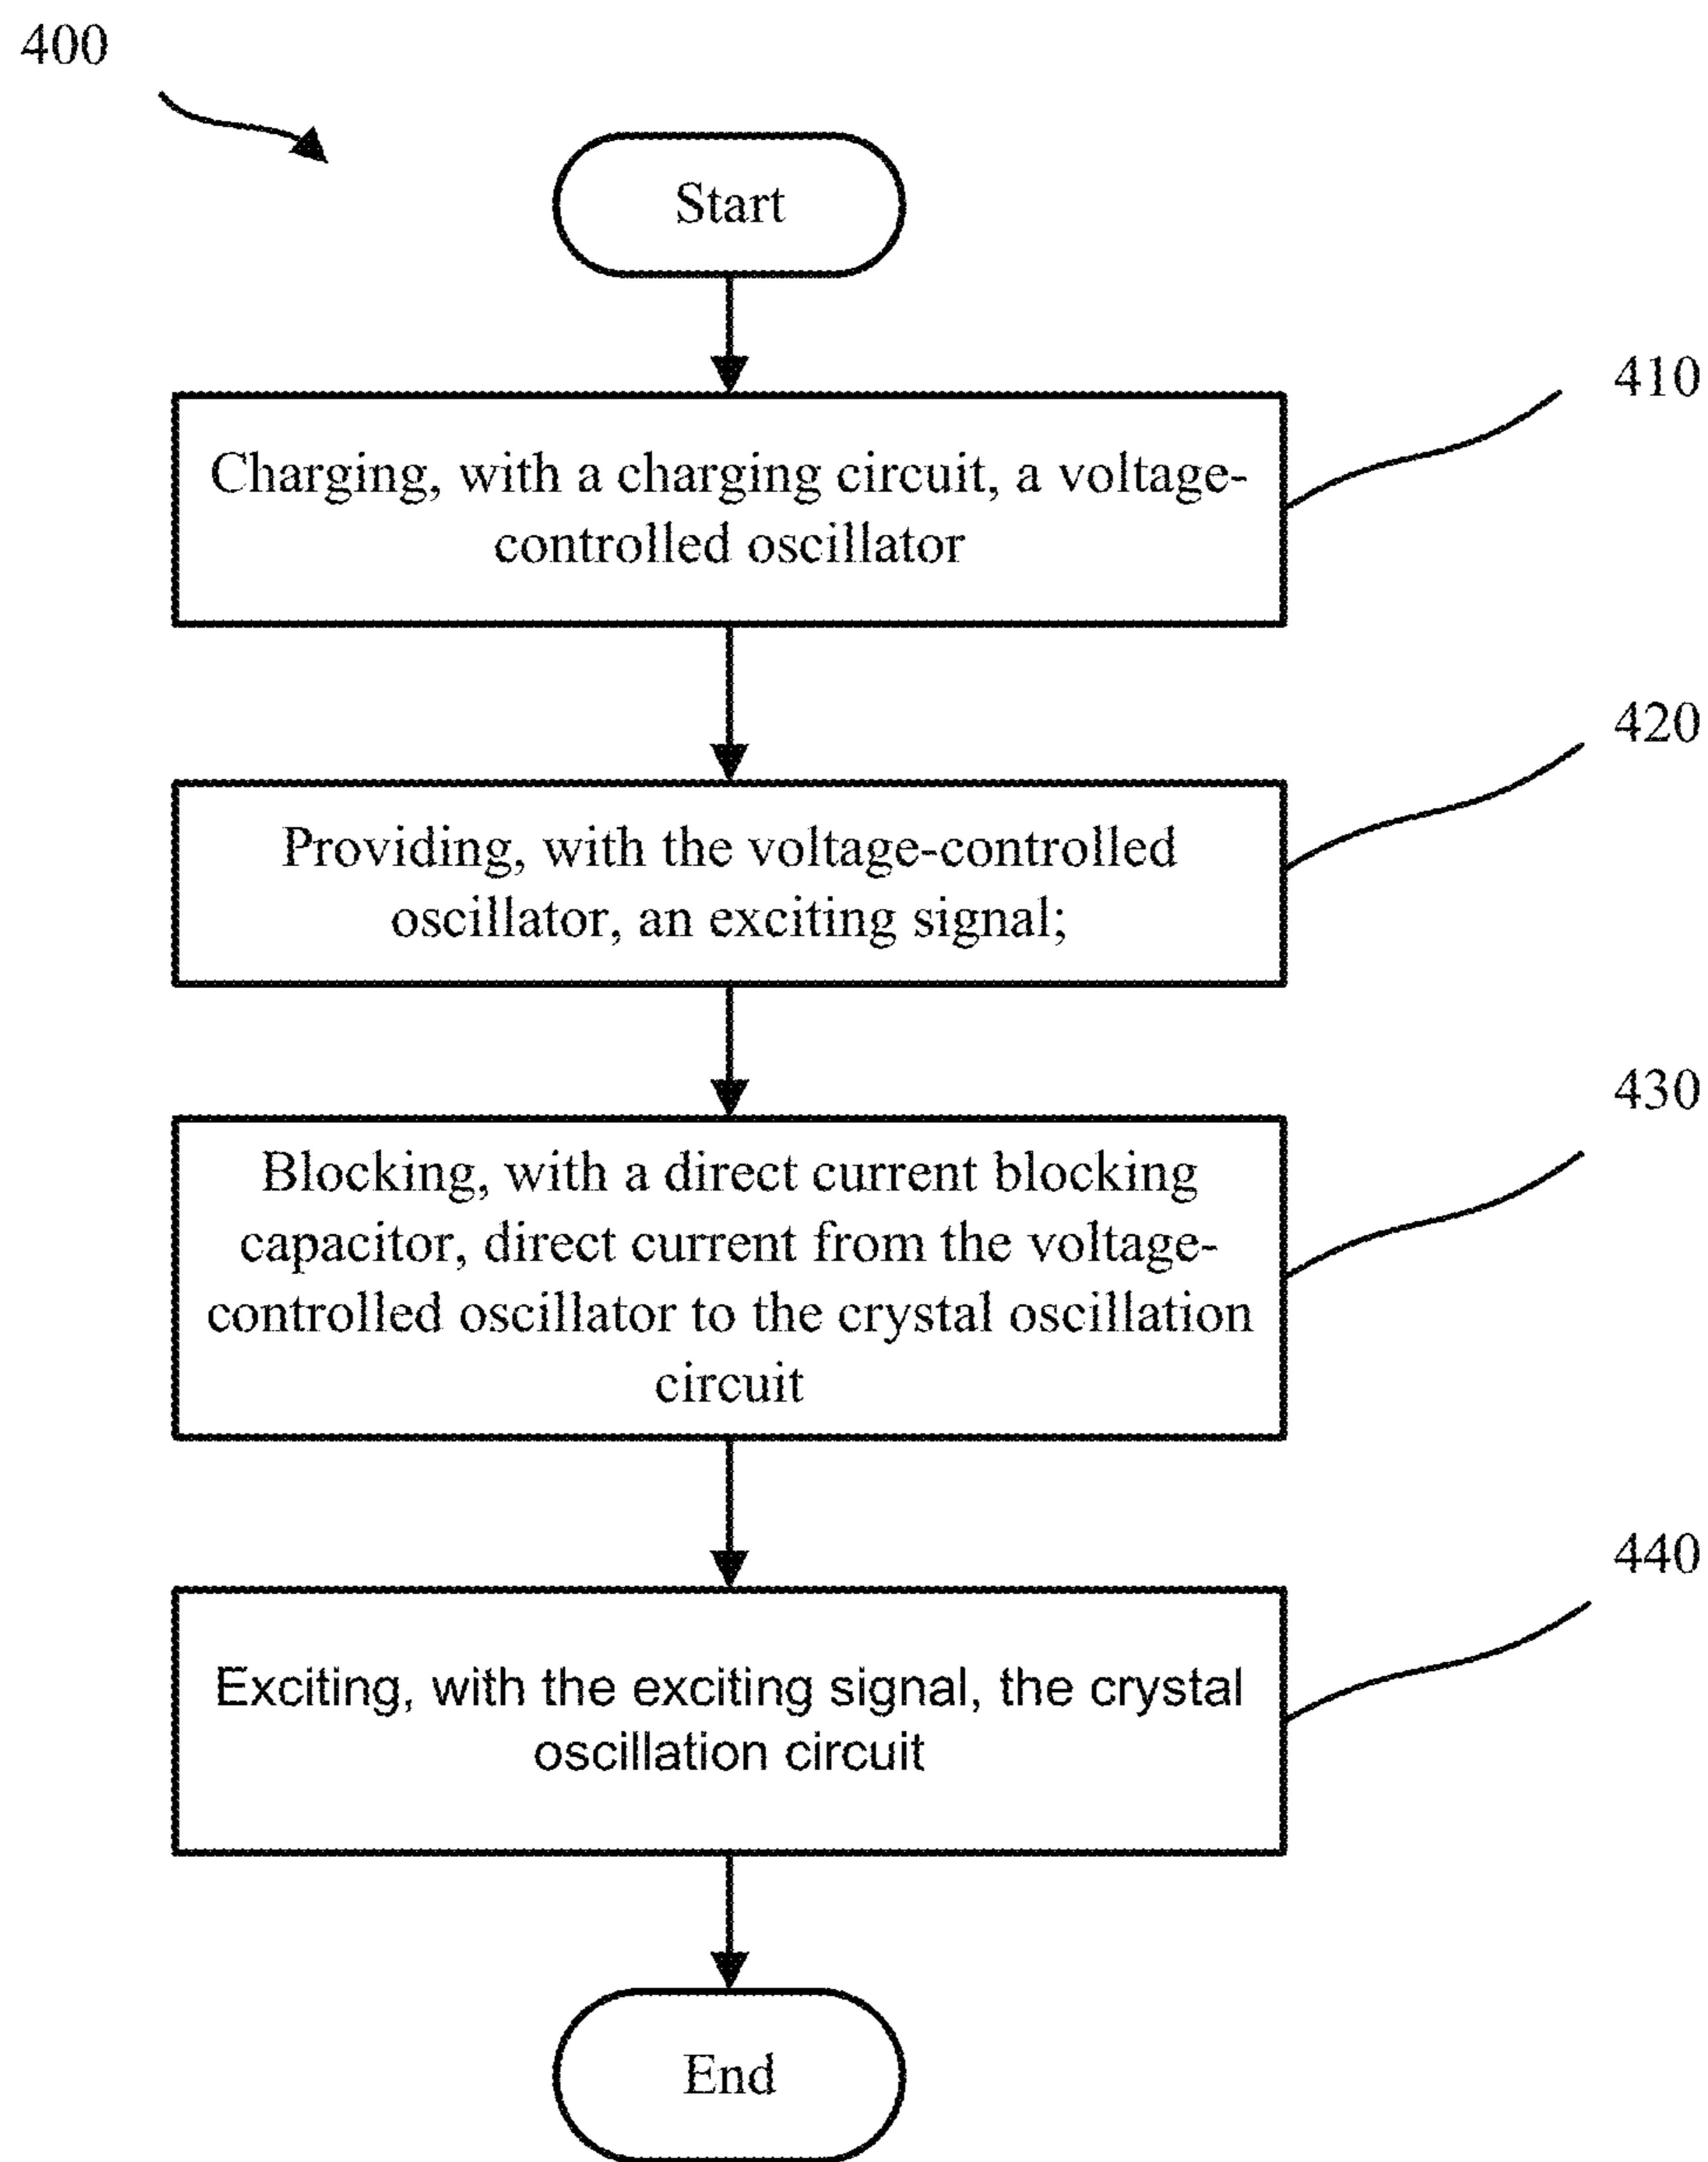 400
Start
410
Charging, with a charging circuit, a voltage-
controlled oscillator
420
Providing, with the voltage-controlled
oscillator, an exciting signal;
430
Blocking, with a direct current blocking
capacitor, direct current from the voltage-
controlled oscillator to the crystal oscillation
circuit
440
Exciting, with the exciting signal, the crystal
oscillation circuit
End